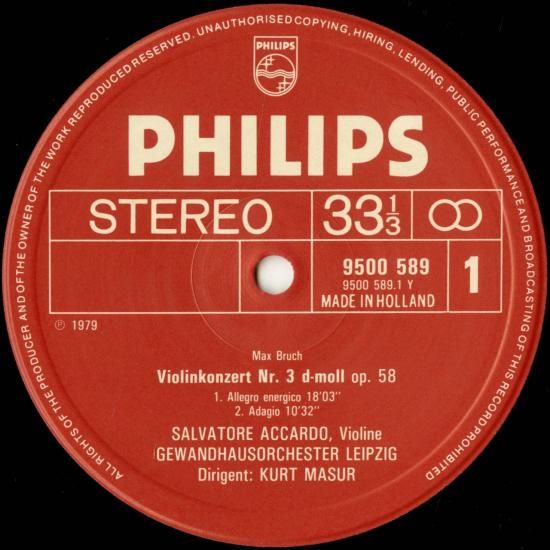 ALL RIGHTS OF THE PRODUCER AND OF THE OWNER OF THE WORK REPRODUCED RESERVED. UNAUTHORISED COPYING, HIRING, LENDING, PUBLIC PERFORMANCE AND BROADCASTING OF THIS RECORD PROHIBITED
PHILIPS
PHILIPS
STEREO 33 1/3
9500 589 1
9500 589.1 Y
MADE IN HOLLAND
℗ 1979
Max Bruch
Violinkonzert Nr. 3 d-moll op. 58
1. Allegro energico 18'03"
2. Adagio 10'32"
SALVATORE ACCARDO, Violine
GEWANDHAUSORCHESTER LEIPZIG
Dirigent: KURT MASUR